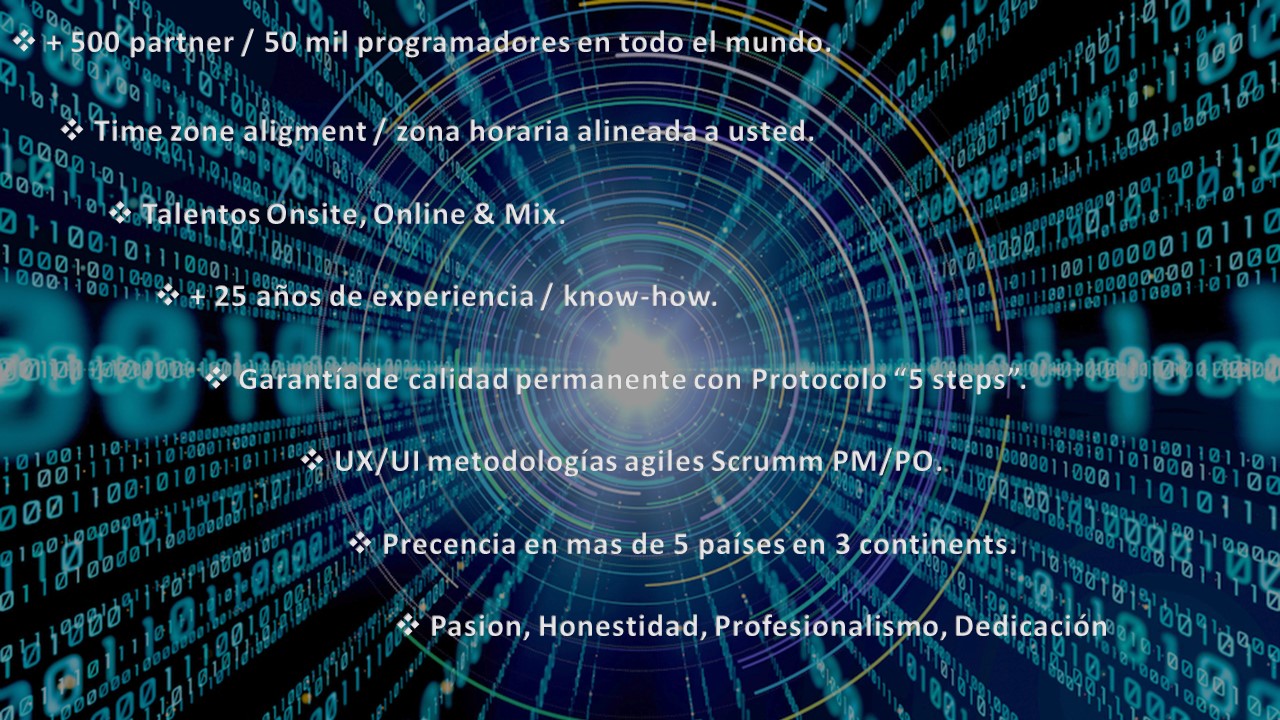 ❖ + 500 partner / 50 mil programadores en todo el mundo.
❖ Time zone aligment / zona horaria alineada a usted.
❖ Talentos Onsite, Online & Mix.
❖ + 25 años de experiencia / know-how.
❖ Garantía de calidad permanente con Protocolo “5 steps”.
❖ UX/UI metodologías agiles Scrumm PM/PO.
❖ Precencia en mas de 5 países en 3 continents.
❖ Pasion, Honestidad, Profesionalismo, Dedicación